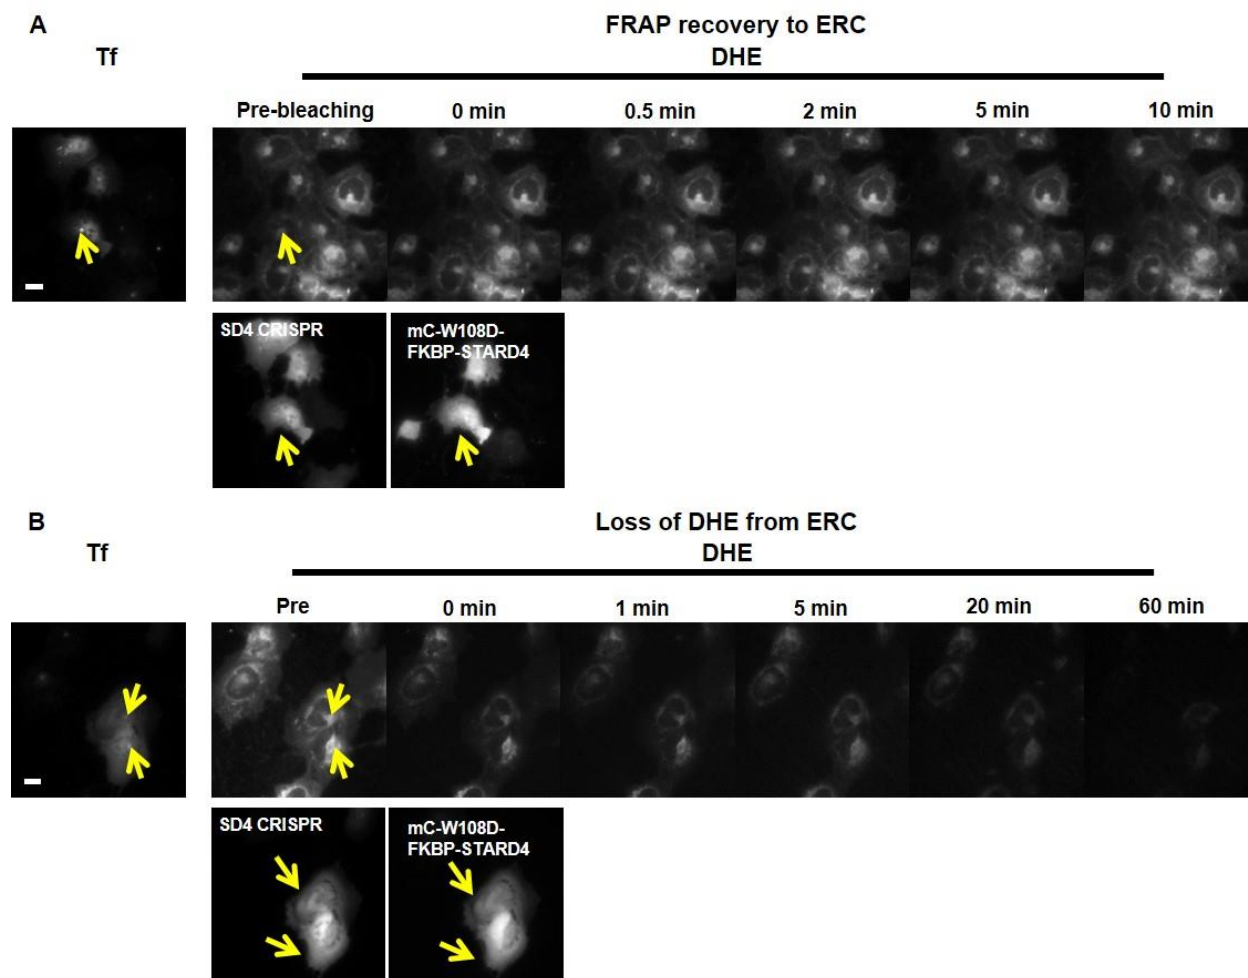 A
FRAP recovery to ERC
Tf
DHE
Pre-bleaching 0 min 0.5 min 2 min 5 min 10 min
SD4 CRISPR
mC-W108D-
FKBP-STARD4
B
Loss of DHE from ERC
Tf
DHE
Pre 0 min 1 min 5 min 20 min 60 min
SD4 CRISPR
mC-W108D-
FKBP-STARD4